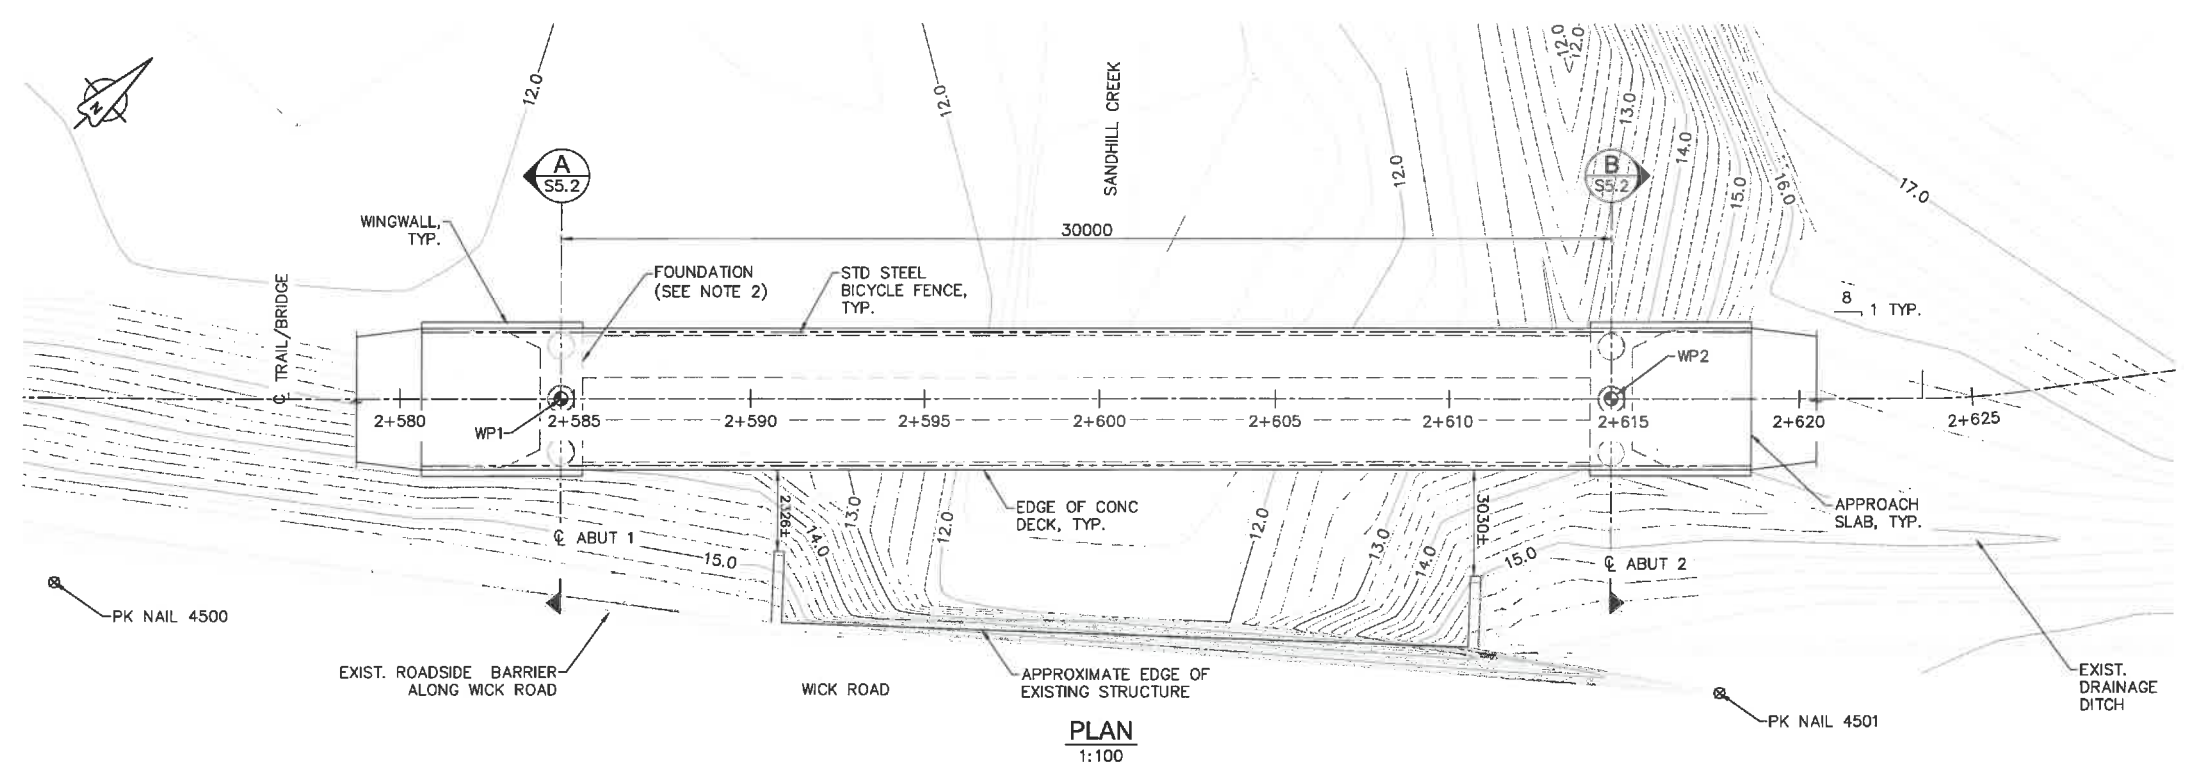 12.0
12.0
SANDHILL CREEK
12.0
<12.0
12.0
13.0
14.0
15.0
16.0
17.0
N
A
S5.2
B
S5.2
WINGWALL,
TYP.
30000
FOUNDATION
(SEE NOTE 2)
STD STEEL
BICYCLE FENCE,
TYP.
8
1 TYP.
℄ TRAIL/BRIDGE
WP2
WP1
2+580
2+585
2+590
2+595
2+600
2+605
2+610
2+615
2+620
2+625
2326±
14.0
13.0
12.0
EDGE OF CONC
DECK, TYP.
12.0
13.0
14.0
3030±
15.0
APPROACH
SLAB, TYP.
℄ ABUT 1
15.0
℄ ABUT 2
PK NAIL 4500
EXIST. ROADSIDE BARRIER
ALONG WICK ROAD
WICK ROAD
APPROXIMATE EDGE OF
EXISTING STRUCTURE
EXIST.
DRAINAGE
DITCH
PK NAIL 4501
PLAN
1:100